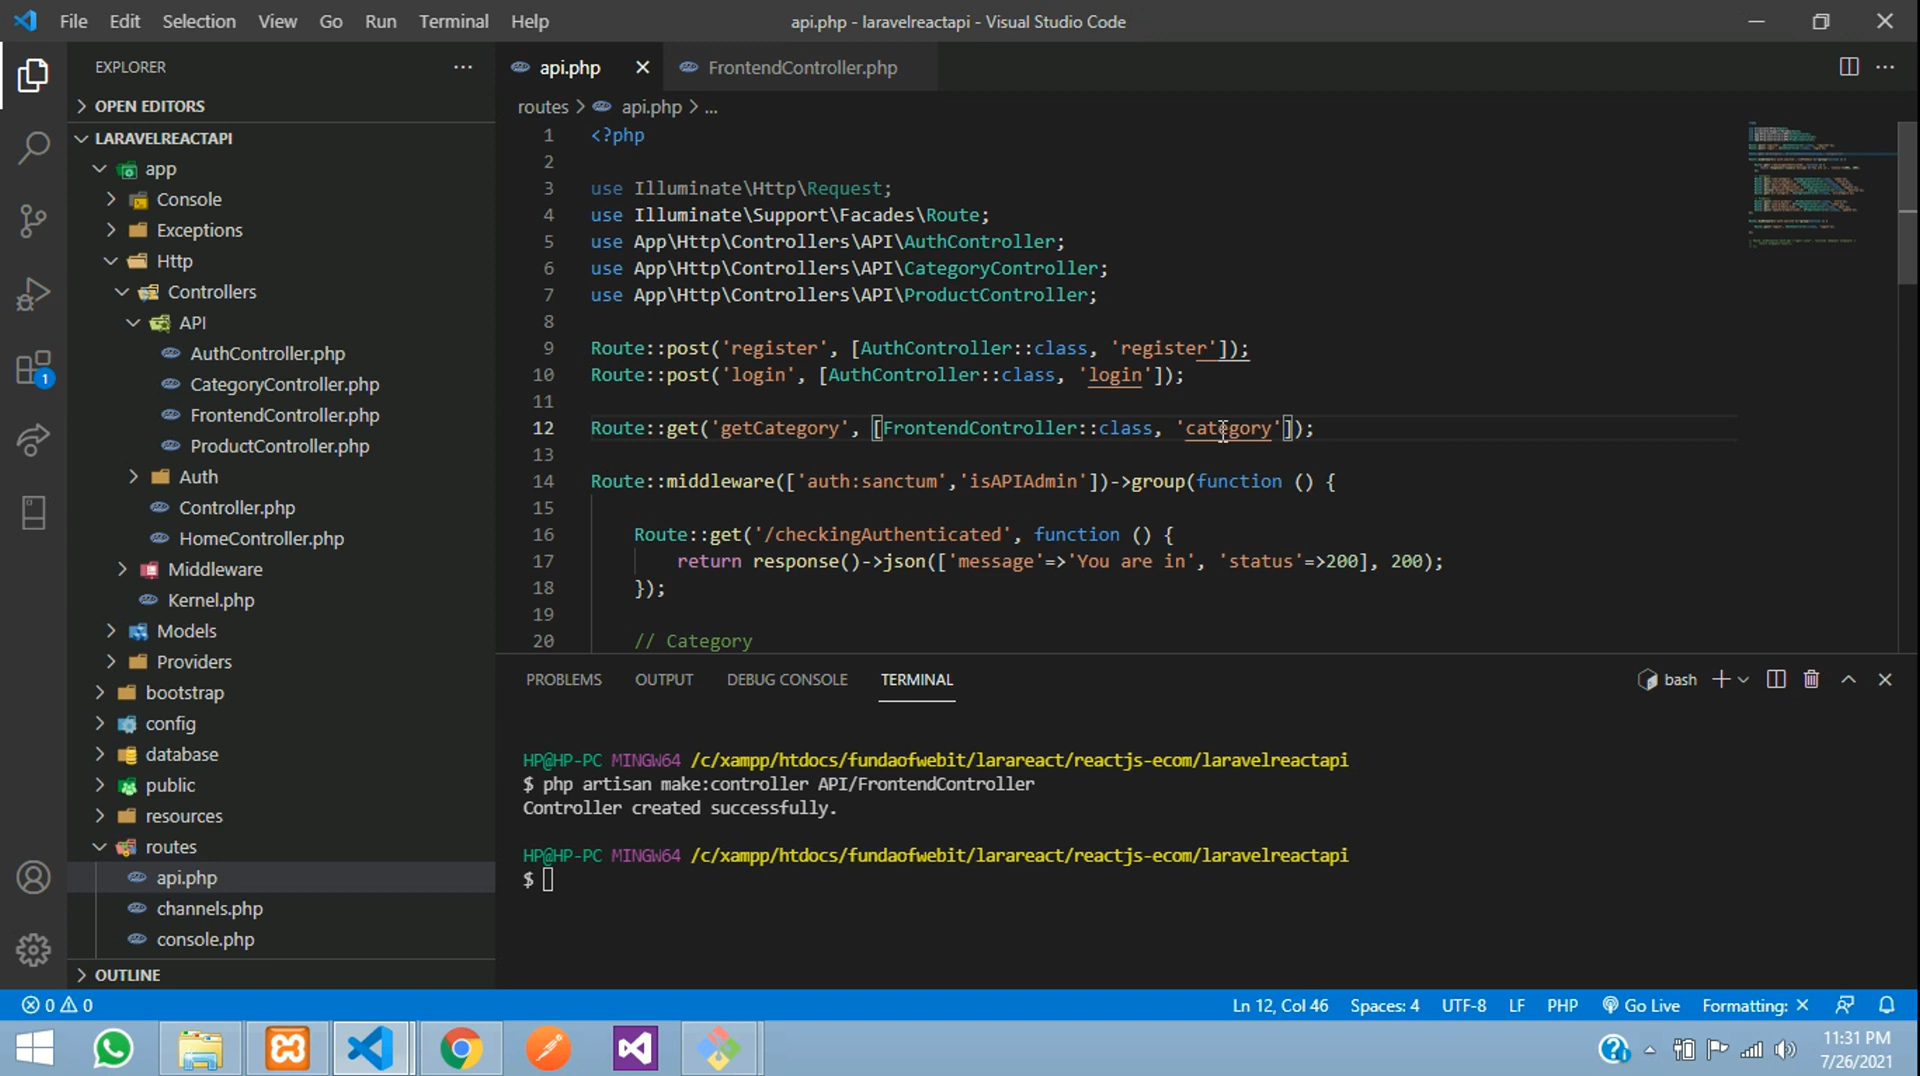 File Edit Selection View Go Run Terminal Help
api.php - laravelreactapi - Visual Studio Code
EXPLORER
OPEN EDITORS
LARAVELREACTAPI
app
Console
Exceptions
Http
Controllers
API
AuthController.php
CategoryController.php
FrontendController.php
ProductController.php
Auth
Controller.php
HomeController.php
Middleware
Kernel.php
Models
Providers
bootstrap
config
database
public
resources
routes
api.php
channels.php
console.php
OUTLINE
1
api.php
FrontendController.php
routes > api.php > ...
1 <?php
2
3 use Illuminate\Http\Request;
4 use Illuminate\Support\Facades\Route;
5 use App\Http\Controllers\API\AuthController;
6 use App\Http\Controllers\API\CategoryController;
7 use App\Http\Controllers\API\ProductController;
8
9 Route::post('register', [AuthController::class, 'register']);
10 Route::post('login', [AuthController::class, 'login']);
11
12 Route::get('getCategory', [FrontendController::class, 'category']);
13
14 Route::middleware(['auth:sanctum','isAPIAdmin'])->group(function () {
15
16 Route::get('/checkingAuthenticated', function () {
17 return response()->json(['message'=>'You are in', 'status'=>200], 200);
18 });
19
20 // Category
PROBLEMS OUTPUT DEBUG CONSOLE TERMINAL
bash
HP@HP-PC MINGW64 /c/xampp/htdocs/fundaofwebit/larareact/reactjs-ecom/laravelreactapi
$ php artisan make:controller API/FrontendController
Controller created successfully.
HP@HP-PC MINGW64 /c/xampp/htdocs/fundaofwebit/larareact/reactjs-ecom/laravelreactapi
$
0 0
Ln 12, Col 46 Spaces: 4 UTF-8 LF PHP Go Live Formatting: ×
11:31 PM
7/26/2021